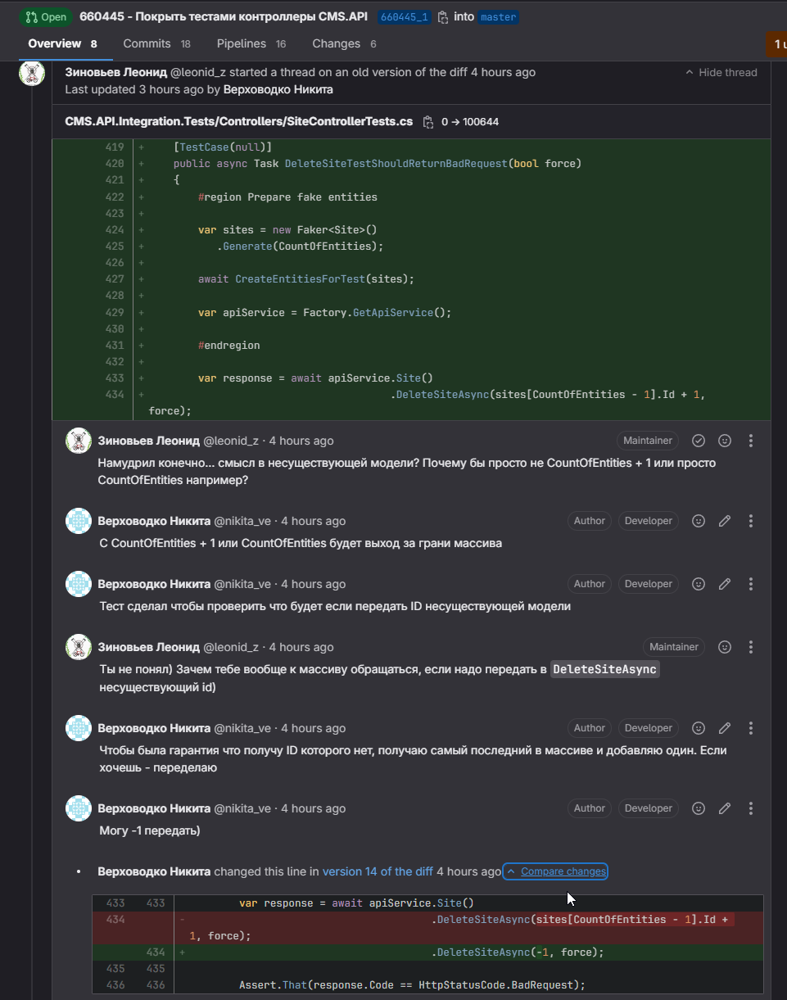 Open 660445 - Покрыть тестами контроллеры CMS.API 660445_1 into master
Overview 8 Commits 18 Pipelines 16 Changes 6
1
Зиновьев Леонид @leonid_z started a thread on an old version of the diff 4 hours ago Hide thread
Last updated 3 hours ago by Верховодко Никита
CMS.API.Integration.Tests/Controllers/SiteControllerTests.cs 0 → 100644
419 + [TestCase(null)]
420 + public async Task DeleteSiteTestShouldReturnBadRequest(bool force)
421 + {
422 + #region Prepare fake entities
423 +
424 + var sites = new Faker<Site>()
425 + .Generate(CountOfEntities);
426 +
427 + await CreateEntitiesForTest(sites);
428 +
429 + var apiService = Factory.GetApiService();
430 +
431 + #endregion
432 +
433 + var response = await apiService.Site()
434 + .DeleteSiteAsync(sites[CountOfEntities - 1].Id + 1,
force);
Зиновьев Леонид @leonid_z · 4 hours ago Maintainer
Намудрил конечно... смысл в несуществующей модели? Почему бы просто не CountOfEntities + 1 или просто
CountOfEntities например?
Верховодко Никита @nikita_ve · 4 hours ago Author Developer
С CountOfEntities + 1 или CountOfEntities будет выход за грани массива
Верховодко Никита @nikita_ve · 4 hours ago Author Developer
Тест сделал чтобы проверить что будет если передать ID несуществующей модели
Зиновьев Леонид @leonid_z · 4 hours ago Maintainer
Ты не понял) Зачем тебе вообще к массиву обращаться, если надо передать в DeleteSiteAsync
несуществующий id)
Верховодко Никита @nikita_ve · 4 hours ago Author Developer
Чтобы была гарантия что получу ID которого нет, получаю самый последний в массиве и добавляю один. Если
хочешь - переделаю
Верховодко Никита @nikita_ve · 4 hours ago Author Developer
Могу -1 передать)
• Верховодко Никита changed this line in version 14 of the diff 4 hours ago Compare changes
433 433 var response = await apiService.Site()
434 - .DeleteSiteAsync(sites[CountOfEntities - 1].Id +
1, force);
434 + .DeleteSiteAsync(-1, force);
435 435
436 436 Assert.That(response.Code == HttpStatusCode.BadRequest);